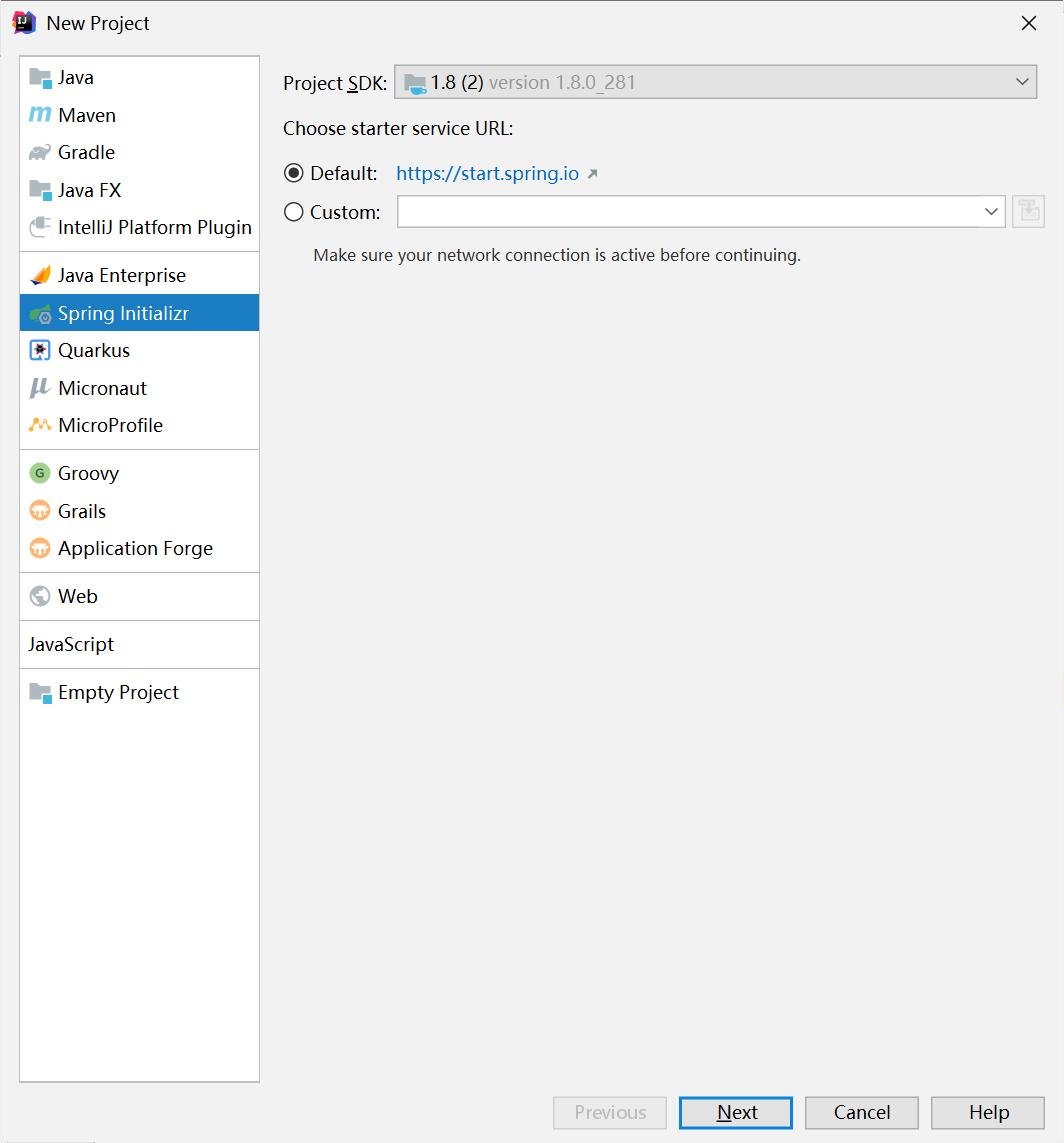 New Project
Java
Maven
Gradle
Java FX
IntelliJ Platform Plugin
Java Enterprise
Spring Initializr
Quarkus
Micronaut
MicroProfile
Groovy
Grails
Application Forge
Web
JavaScript
Empty Project
Project SDK: 1.8 (2) version 1.8.0_281
Choose starter service URL:
Default: https://start.spring.io
Custom:
Make sure your network connection is active before continuing.
Previous Next Cancel Help